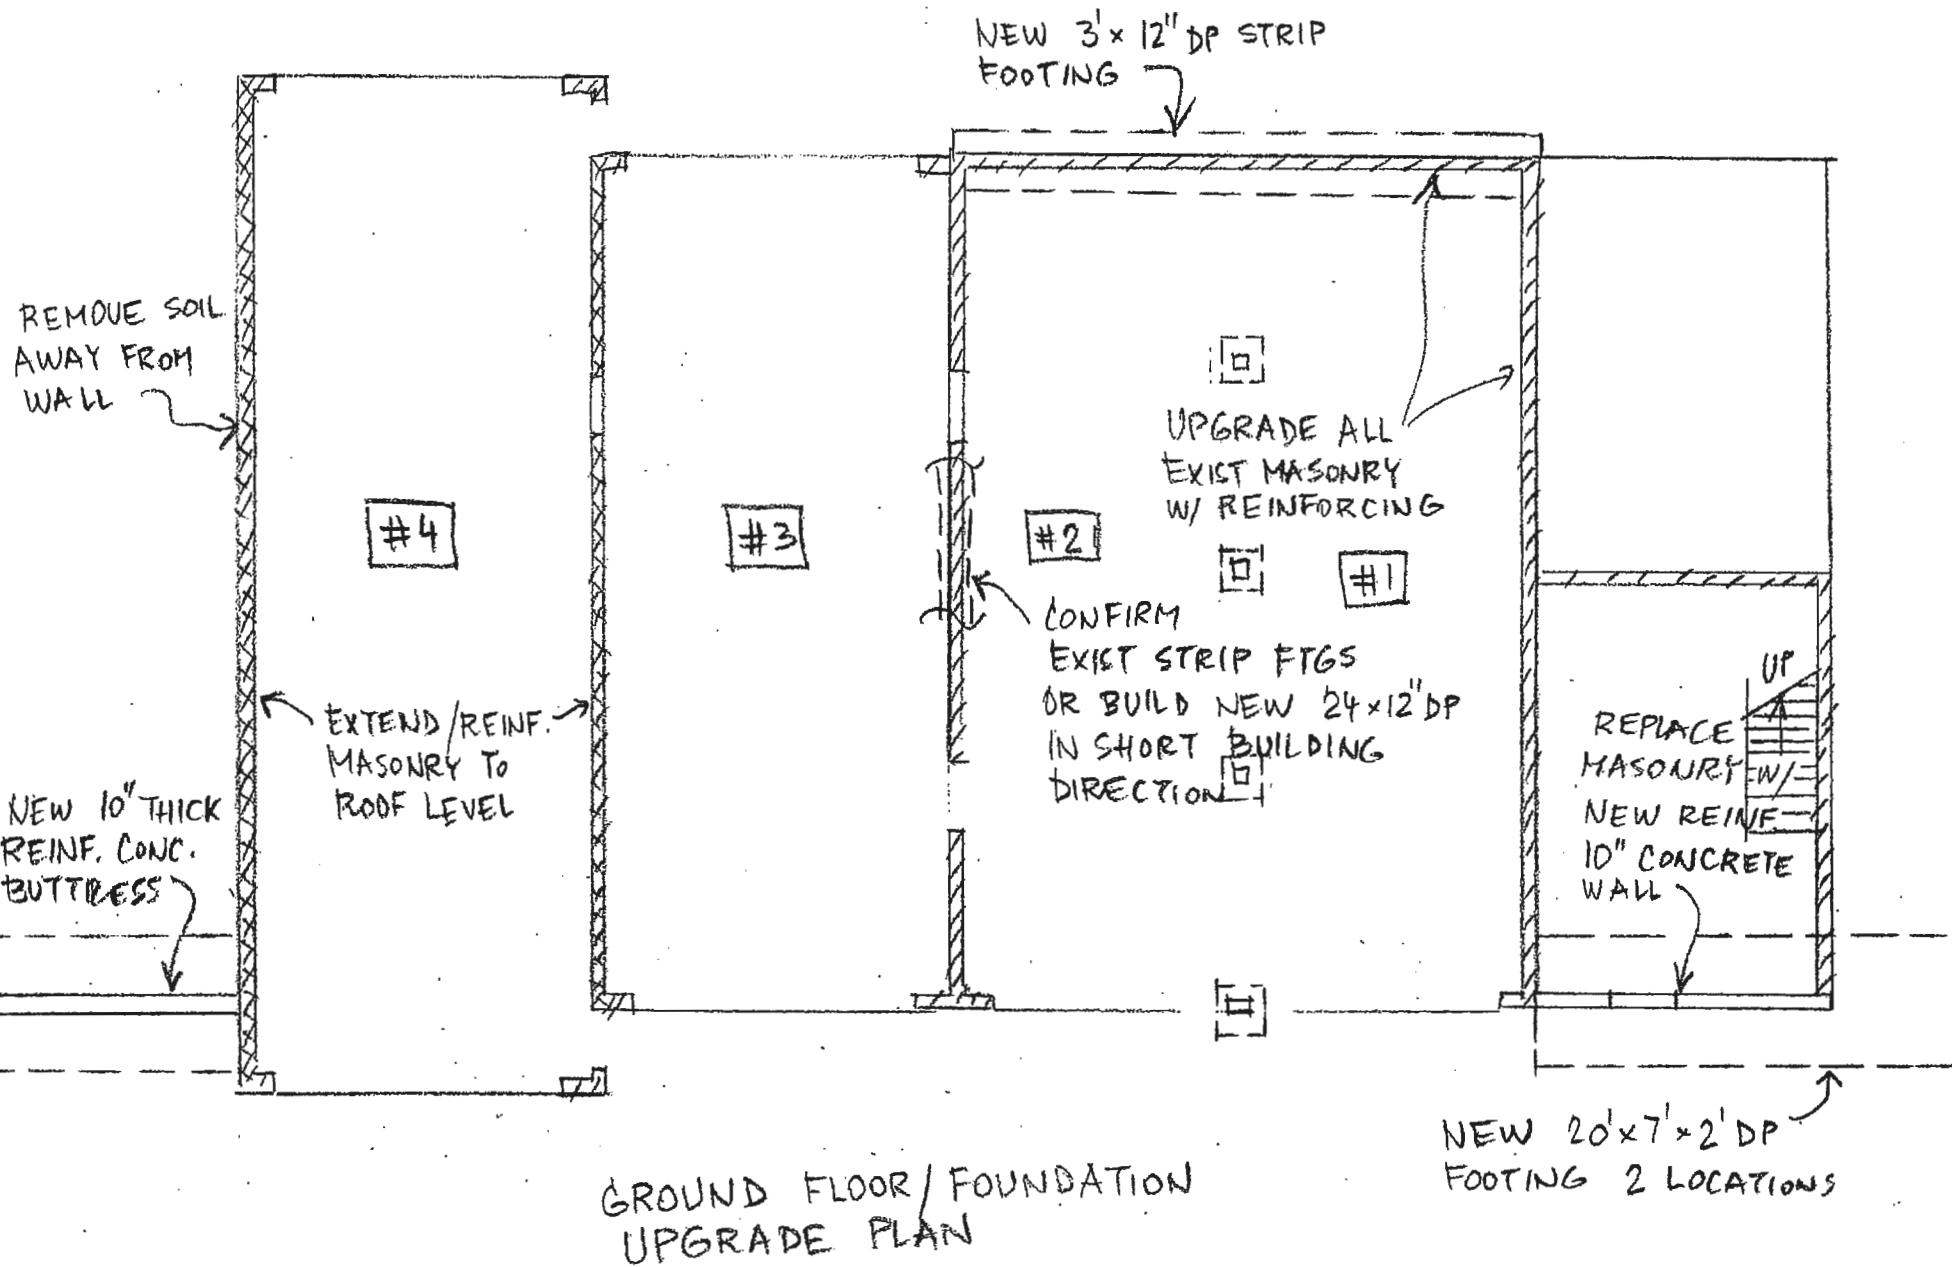 NEW 3'x 12" DP STRIP
FOOTING
REMOVE SOIL
AWAY FROM
WALL
UPGRADE ALL
EXIST MASONRY
W/ REINFORCING
#4
#3
#2
#1
CONFIRM
EXIST STRIP FTGS
OR BUILD NEW 24x12" DP
IN SHORT BUILDING
DIRECTION
EXTEND/REINF.
MASONRY TO
ROOF LEVEL
UP
REPLACE
MASONRY W/
NEW REINF.
10" CONCRETE
WALL
NEW 10" THICK
REINF. CONC.
BUTTRESS
NEW 20'x7'x2' DP
FOOTING 2 LOCATIONS
GROUND FLOOR/FOUNDATION
UPGRADE PLAN